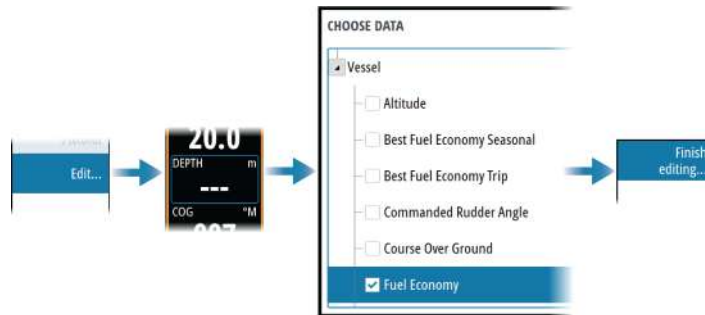 Edit...
20.0
DEPTH m
---
COG °M
CHOOSE DATA
Vessel
Altitude
Best Fuel Economy Seasonal
Best Fuel Economy Trip
Commanded Rudder Angle
Course Over Ground
Fuel Economy
Finish
editing...